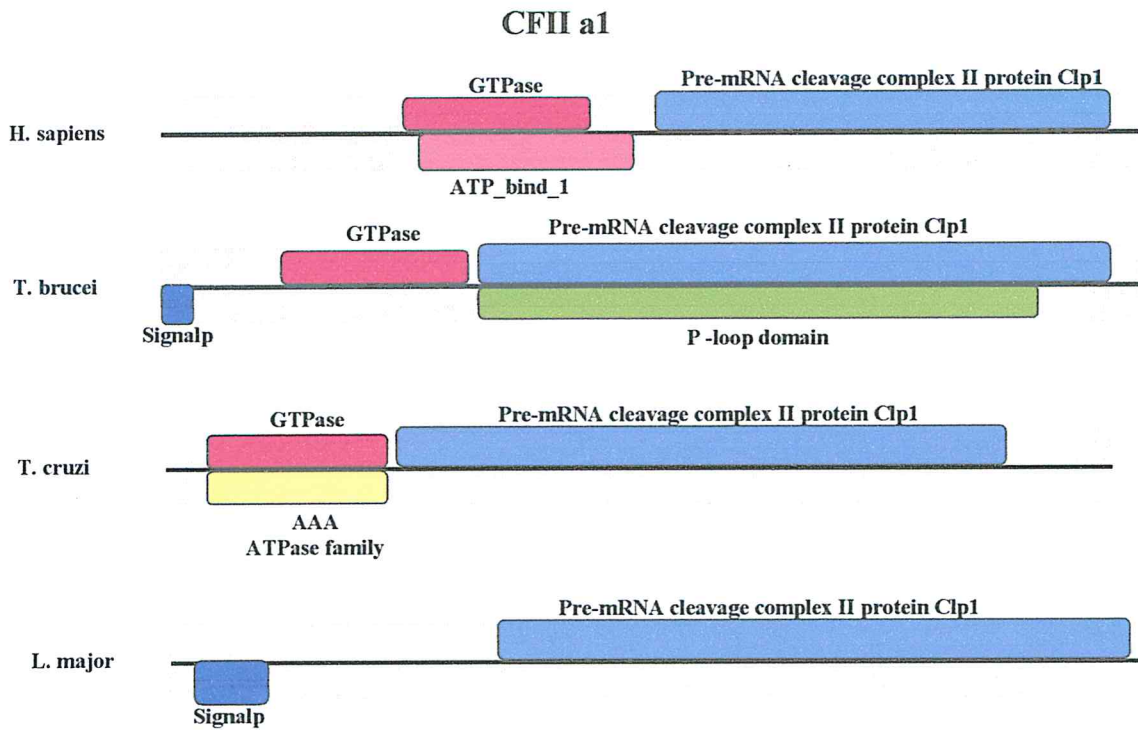 CFII a1
GTPase
Pre-mRNA cleavage complex II protein Clp1
H. sapiens
ATP_bind_1
GTPase
Pre-mRNA cleavage complex II protein Clp1
T. brucei
Signalp
P -loop domain
GTPase
Pre-mRNA cleavage complex II protein Clp1
T. cruzi
AAA
ATPase family
Pre-mRNA cleavage complex II protein Clp1
L. major
Signalp